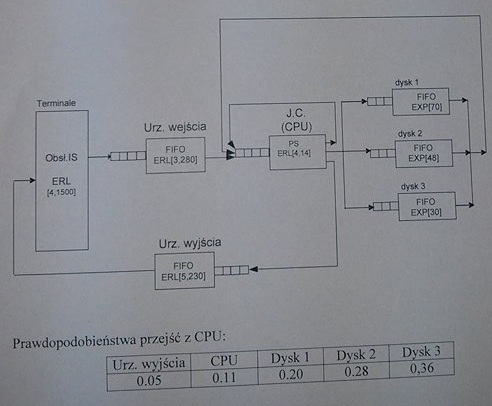 Terminale
Obsł.IS
ERL
[4,1500]
Urz. wejścia
FIFO
ERL[3,280]
J.C.
(CPU)
PS
ERL[4,14]
dysk 1
FIFO
EXP[70]
dysk 2
FIFO
EXP[48]
dysk 3
FIFO
EXP[30]
Urz. wyjścia
FIFO
ERL[5,230]
Prawdopodobieństwa przejść z CPU:
Urz. wyjścia CPU Dysk 1 Dysk 2 Dysk 3
0.05 0.11 0.20 0.28 0,36